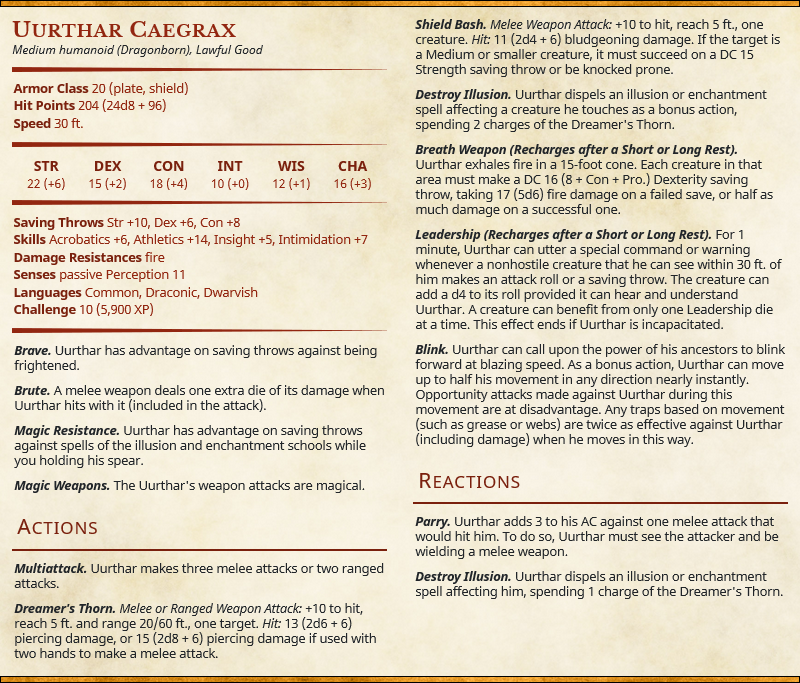 Uurthar Caegrax
Medium humanoid (Dragonborn), Lawful Good
Armor Class 20 (plate, shield)
Hit Points 204 (24d8 + 96)
Speed 30 ft.
STR DEX CON INT WIS CHA
22 (+6) 15 (+2) 18 (+4) 10 (+0) 12 (+1) 16 (+3)
Saving Throws Str +10, Dex +6, Con +8
Skills Acrobatics +6, Athletics +14, Insight +5, Intimidation +7
Damage Resistances fire
Senses passive Perception 11
Languages Common, Draconic, Dwarvish
Challenge 10 (5,900 XP)
Brave. Uurthar has advantage on saving throws against being
frightened.
Brute. A melee weapon deals one extra die of its damage when
Uurthar hits with it (included in the attack).
Magic Resistance. Uurthar has advantage on saving throws
against spells of the illusion and enchantment schools while
you holding his spear.
Magic Weapons. The Uurthar's weapon attacks are magical.
Actions
Multiattack. Uurthar makes three melee attacks or two ranged
attacks.
Dreamer's Thorn. Melee or Ranged Weapon Attack: +10 to hit,
reach 5 ft. and range 20/60 ft., one target. Hit: 13 (2d6 + 6)
piercing damage, or 15 (2d8 + 6) piercing damage if used with
two hands to make a melee attack.
Shield Bash. Melee Weapon Attack: +10 to hit, reach 5 ft., one
creature. Hit: 11 (2d4 + 6) bludgeoning damage. If the target is
a Medium or smaller creature, it must succeed on a DC 15
Strength saving throw or be knocked prone.
Destroy Illusion. Uurthar dispels an illusion or enchantment
spell affecting a creature he touches as a bonus action,
spending 2 charges of the Dreamer's Thorn.
Breath Weapon (Recharges after a Short or Long Rest).
Uurthar exhales fire in a 15-foot cone. Each creature in that
area must make a DC 16 (8 + Con + Pro.) Dexterity saving
throw, taking 17 (5d6) fire damage on a failed save, or half as
much damage on a successful one.
Leadership (Recharges after a Short or Long Rest). For 1
minute, Uurthar can utter a special command or warning
whenever a nonhostile creature that he can see within 30 ft. of
him makes an attack roll or a saving throw. The creature can
add a d4 to its roll provided it can hear and understand
Uurthar. A creature can benefit from only one Leadership die
at a time. This effect ends if Uurthar is incapacitated.
Blink. Uurthar can call upon the power of his ancestors to blink
forward at blazing speed. As a bonus action, Uurthar can move
up to half his movement in any direction nearly instantly.
Opportunity attacks made against Uurthar during this
movement are at disadvantage. Any traps based on movement
(such as grease or webs) are twice as effective against Uurthar
(including damage) when he moves in this way.
Reactions
Parry. Uurthar adds 3 to his AC against one melee attack that
would hit him. To do so, Uurthar must see the attacker and be
wielding a melee weapon.
Destroy Illusion. Uurthar dispels an illusion or enchantment
spell affecting him, spending 1 charge of the Dreamer's Thorn.